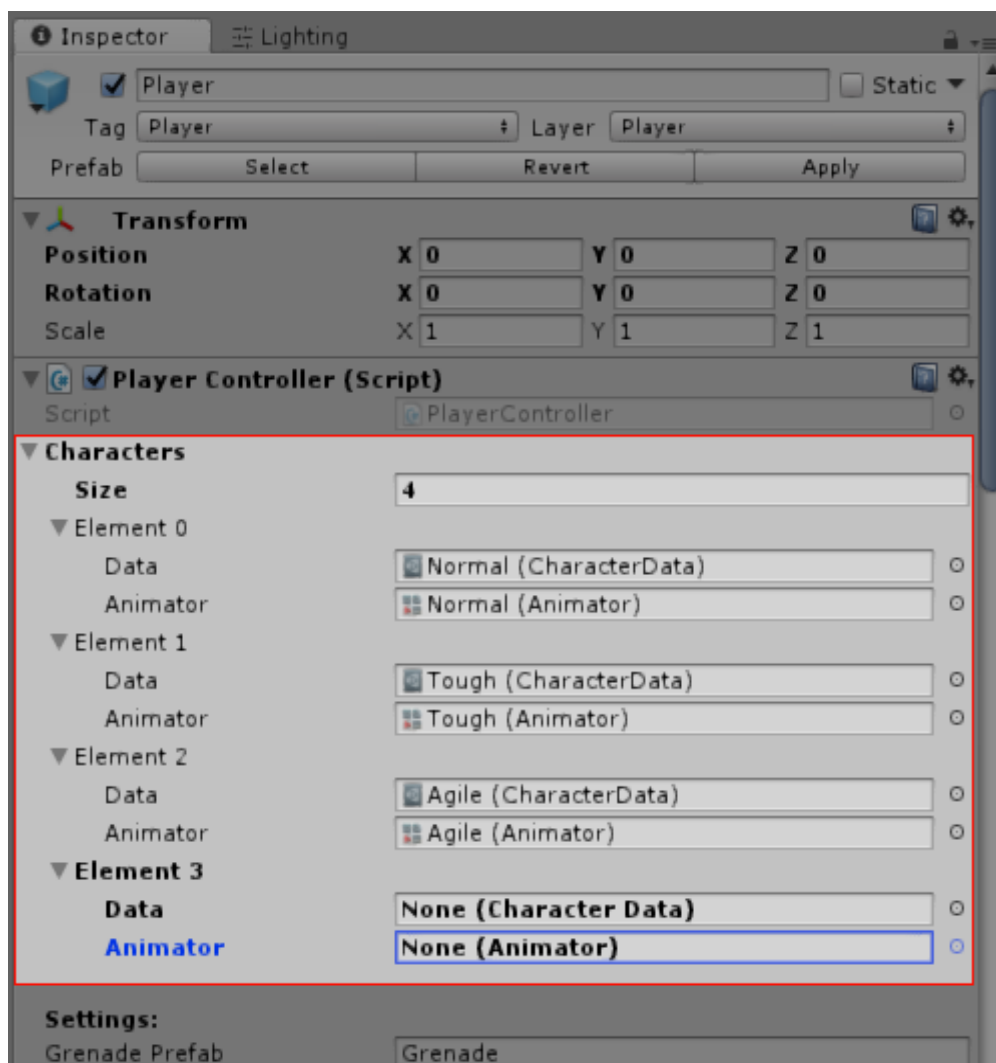 Inspector Lighting
Player Static
Tag Player Layer Player
Prefab Select Revert Apply
Transform
Position X 0 Y 0 Z 0
Rotation X 0 Y 0 Z 0
Scale X 1 Y 1 Z 1
Player Controller (Script)
Script PlayerController
Characters
Size 4
Element 0
Data Normal (CharacterData)
Animator Normal (Animator)
Element 1
Data Tough (CharacterData)
Animator Tough (Animator)
Element 2
Data Agile (CharacterData)
Animator Agile (Animator)
Element 3
Data None (Character Data)
Animator None (Animator)
Settings:
Grenade Prefab Grenade